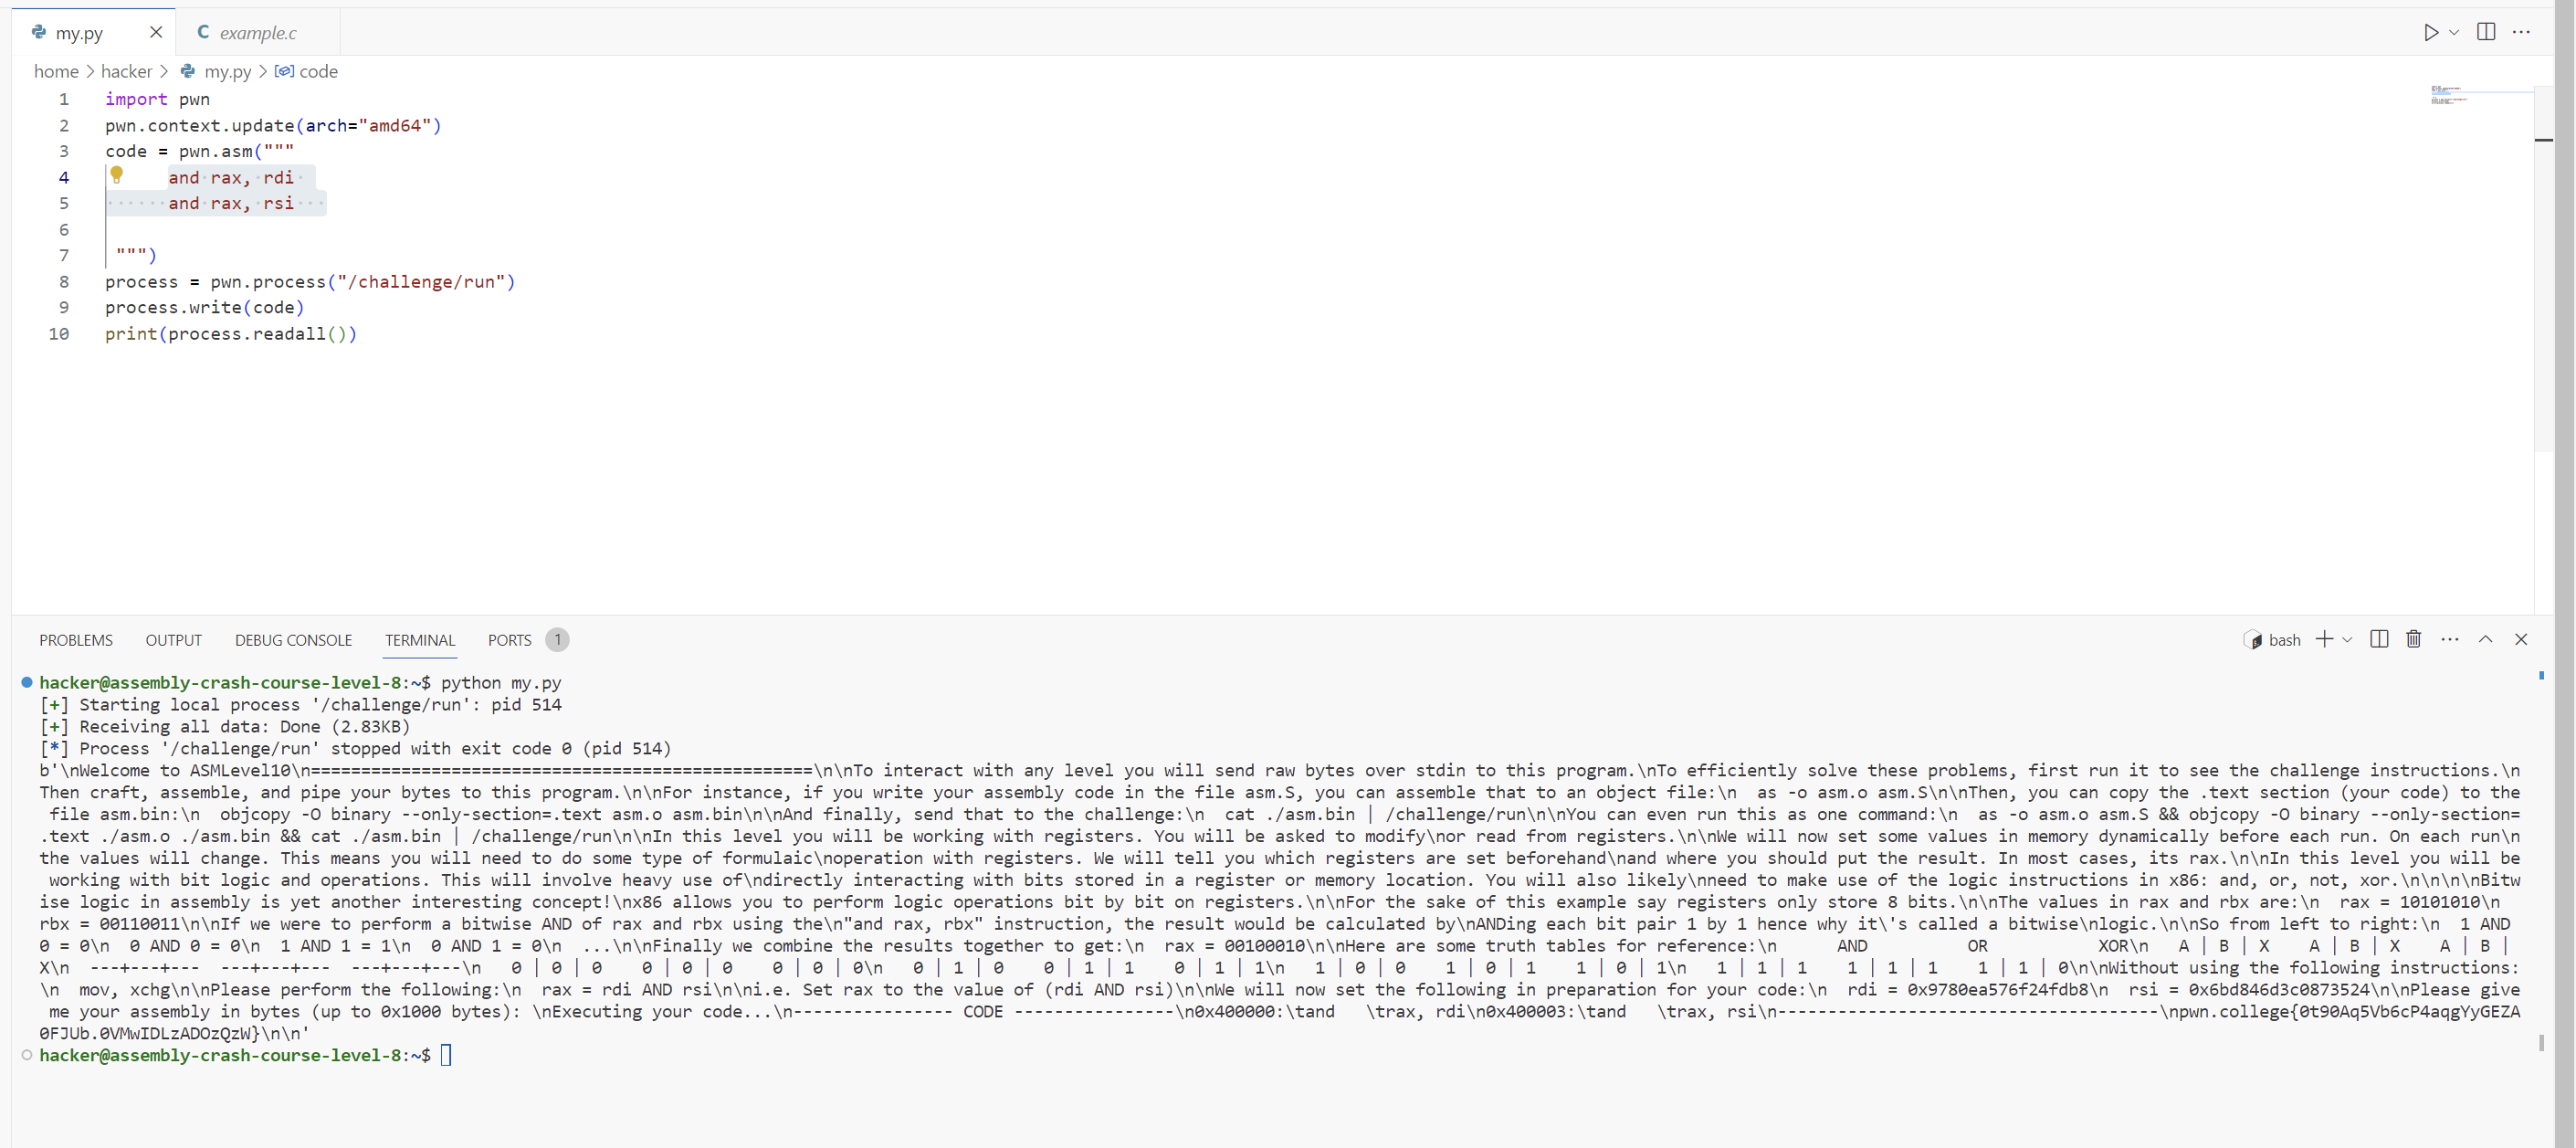 my.py
example.c
home > hacker > my.py > code
1 import pwn
2 pwn.context.update(arch="amd64")
3 code = pwn.asm("""
4 and rax, rdi
5 and rax, rsi
6
7 """)
8 process = pwn.process("/challenge/run")
9 process.write(code)
10 print(process.readall())
PROBLEMS OUTPUT DEBUG CONSOLE TERMINAL PORTS 1
bash
hacker@assembly-crash-course-level-8:~$ python my.py
[+] Starting local process '/challenge/run': pid 514
[+] Receiving all data: Done (2.83KB)
[*] Process '/challenge/run' stopped with exit code 0 (pid 514)
b'\nWelcome to ASMLevel10\n==================================================\n\nTo interact with any level you will send raw bytes over stdin to this program.\nTo efficiently solve these problems, first run it to see the challenge instructions.\n
Then craft, assemble, and pipe your bytes to this program.\n\nFor instance, if you write your assembly code in the file asm.S, you can assemble that to an object file:\n  as -o asm.o asm.S\n\nThen, you can copy the .text section (your code) to the
 file asm.bin:\n  objcopy -O binary --only-section=.text asm.o asm.bin\n\nAnd finally, send that to the challenge:\n  cat ./asm.bin | /challenge/run\n\nYou can even run this as one command:\n  as -o asm.o asm.S && objcopy -O binary --only-section=
.text ./asm.o ./asm.bin && cat ./asm.bin | /challenge/run\n\nIn this level you will be working with registers. You will be asked to modify\nor read from registers.\n\nWe will now set some values in memory dynamically before each run. On each run\n
the values will change. This means you will need to do some type of formulaic\noperation with registers. We will tell you which registers are set beforehand\nand where you should put the result. In most cases, its rax.\n\nIn this level you will be
 working with bit logic and operations. This will involve heavy use of\ndirectly interacting with bits stored in a register or memory location. You will also likely\nneed to make use of the logic instructions in x86: and, or, not, xor.\n\n\n\nBitw
ise logic in assembly is yet another interesting concept!\nx86 allows you to perform logic operations bit by bit on registers.\n\nFor the sake of this example say registers only store 8 bits.\n\nThe values in rax and rbx are:\n  rax = 10101010\n
rbx = 00110011\n\nIf we were to perform a bitwise AND of rax and rbx using the\n"and rax, rbx" instruction, the result would be calculated by\nANDing each bit pair 1 by 1 hence why it\'s called a bitwise\nlogic.\n\nSo from left to right:\n  1 AND
0 = 0\n  0 AND 0 = 0\n  1 AND 1 = 1\n  0 AND 1 = 0\n  ...\n\nFinally we combine the results together to get:\n  rax = 00100010\n\nHere are some truth tables for reference:\n      AND          OR           XOR\n   A | B | X    A | B | X    A | B |
X\n  ---+---+---  ---+---+---  ---+---+---\n   0 | 0 | 0    0 | 0 | 0    0 | 0 | 0\n   0 | 1 | 0    0 | 1 | 1    0 | 1 | 1\n   1 | 0 | 0    1 | 0 | 1    1 | 0 | 1\n   1 | 1 | 1    1 | 1 | 1    1 | 1 | 0\n\nWithout using the following instructions:
\n  mov, xchg\n\nPlease perform the following:\n  rax = rdi AND rsi\n\ni.e. Set rax to the value of (rdi AND rsi)\n\nWe will now set the following in preparation for your code:\n  rdi = 0x9780ea576f24fdb8\n  rsi = 0x6bd846d3c0873524\n\nPlease give
 me your assembly in bytes (up to 0x1000 bytes): \nExecuting your code...\n---------------- CODE ----------------\n0x400000:\tand   \trax, rdi\n0x400003:\tand   \trax, rsi\n--------------------------------------\npwn.college{0t90Aq5Vb6cP4aqgYyGEZA
0FJUb.0VMwIDLzADOzQzW}\n\n'
hacker@assembly-crash-course-level-8:~$